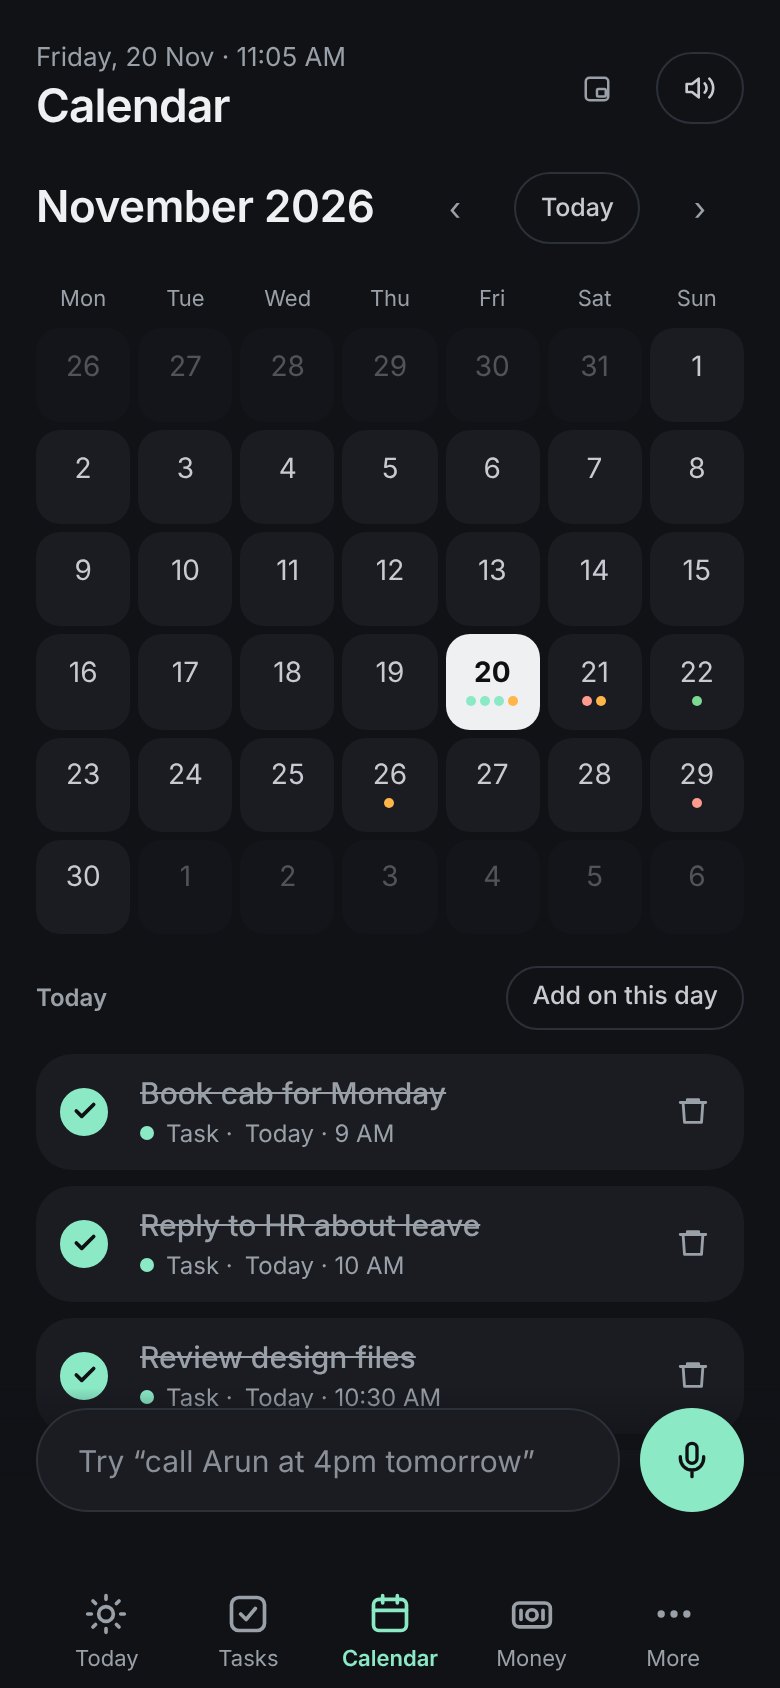 Friday, 20 Nov · 11:05 AM
Calendar
November 2026 ‹ Today ›
Mon Tue Wed Thu Fri Sat Sun
26 27 28 29 30 31 1
2 3 4 5 6 7 8
9 10 11 12 13 14 15
16 17 18 19 20 21 22
23 24 25 26 27 28 29
30 1 2 3 4 5 6
Today Add on this day
Book cab for Monday
Task · Today · 9 AM
Reply to HR about leave
Task · Today · 10 AM
Review design files
Task · Today · 10:30 AM
Try “call Arun at 4pm tomorrow”
Today Tasks Calendar Money More